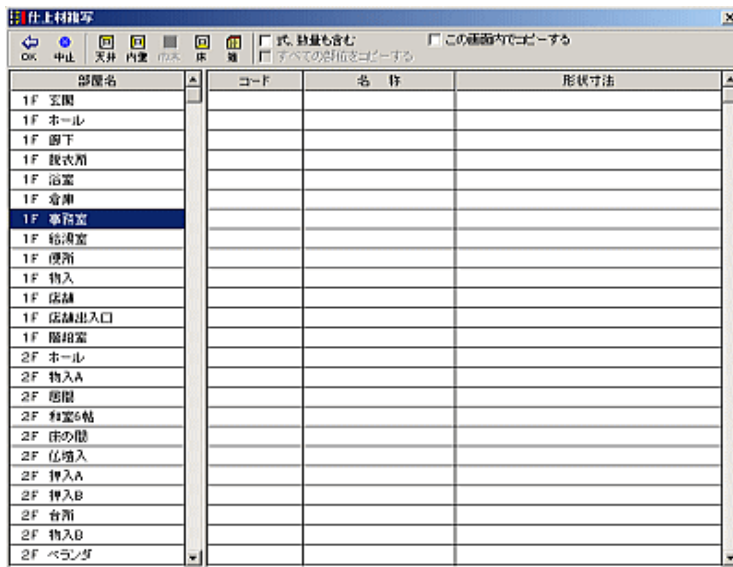 仕上材複写
式、数量も含む この画面内でコピーする
OK 中止 天井 内壁 巾木 床 雑 すべての部位をコピーする
部屋名 コード 名 称 形状寸法
1F 玄関
1F ホール
1F 廊下
1F 脱衣所
1F 浴室
1F 倉庫
1F 事務室
1F 給湯室
1F 便所
1F 物入
1F 店舗
1F 店舗出入口
1F 階段室
2F ホール
2F 物入A
2F 居間
2F 和室6帖
2F 床の間
2F 仏壇入
2F 押入A
2F 押入B
2F 台所
2F 物入B
2F ベランダ